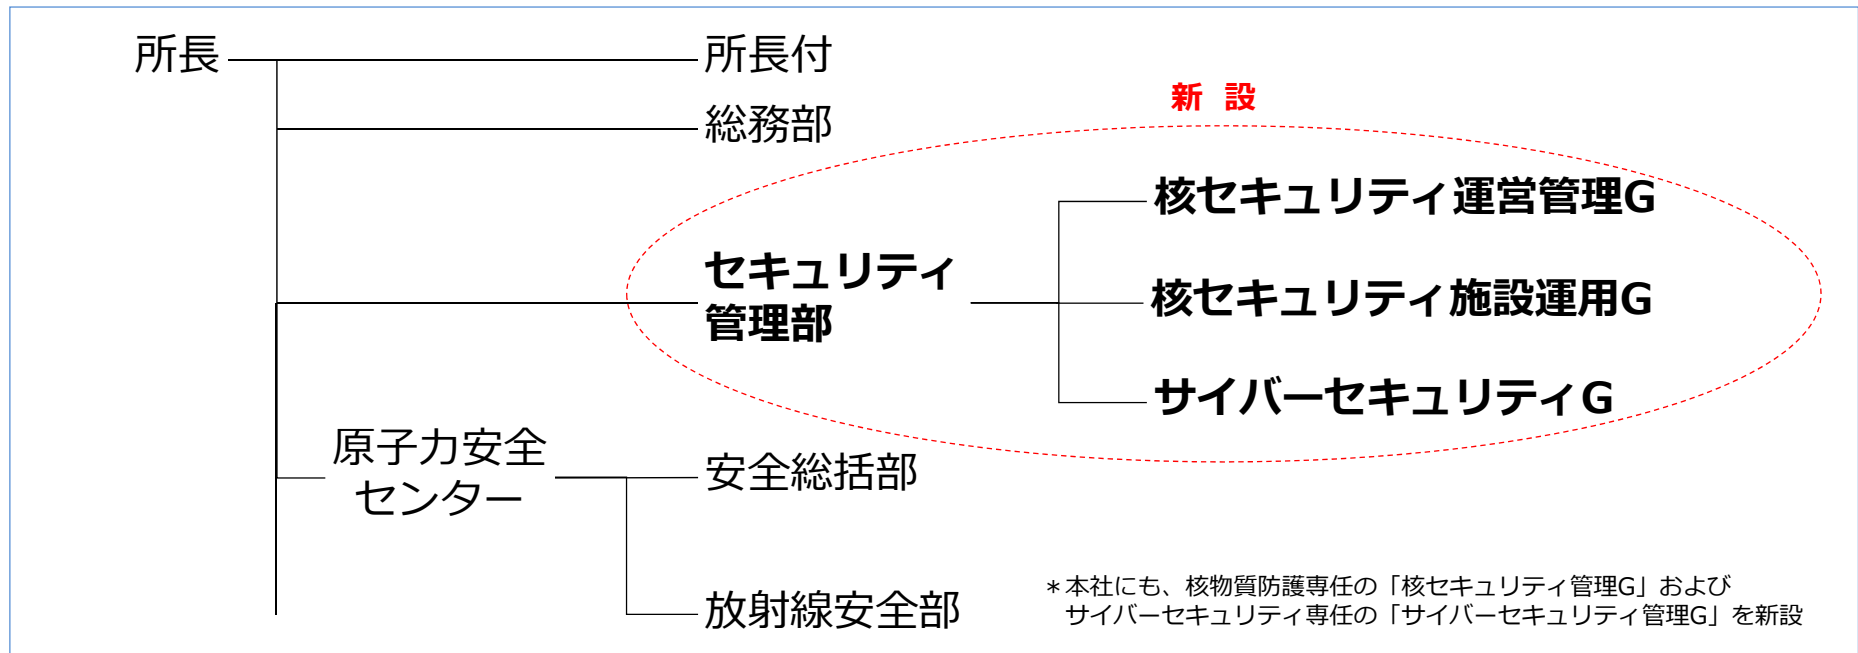 所長
所長付
総務部
新 設
セキュリティ
管理部
核セキュリティ運営管理G
核セキュリティ施設運用G
サイバーセキュリティG
原子力安全
センター
安全総括部
放射線安全部
＊本社にも、核物質防護専任の「核セキュリティ管理G」および
サイバーセキュリティ専任の「サイバーセキュリティ管理G」を新設